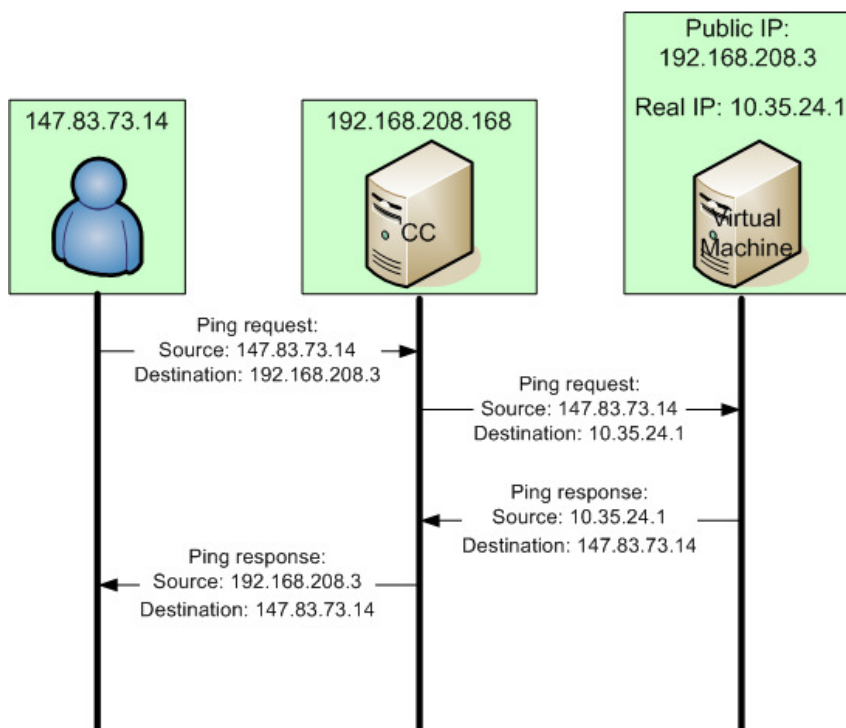 147.83.73.14
192.168.208.168
CC
Public IP:
192.168.208.3
Real IP: 10.35.24.1
Virtual
Machine
Ping request:
Source: 147.83.73.14
Destination: 192.168.208.3
Ping request:
Source: 147.83.73.14
Destination: 10.35.24.1
Ping response:
Source: 10.35.24.1
Destination: 147.83.73.14
Ping response:
Source: 192.168.208.3
Destination: 147.83.73.14